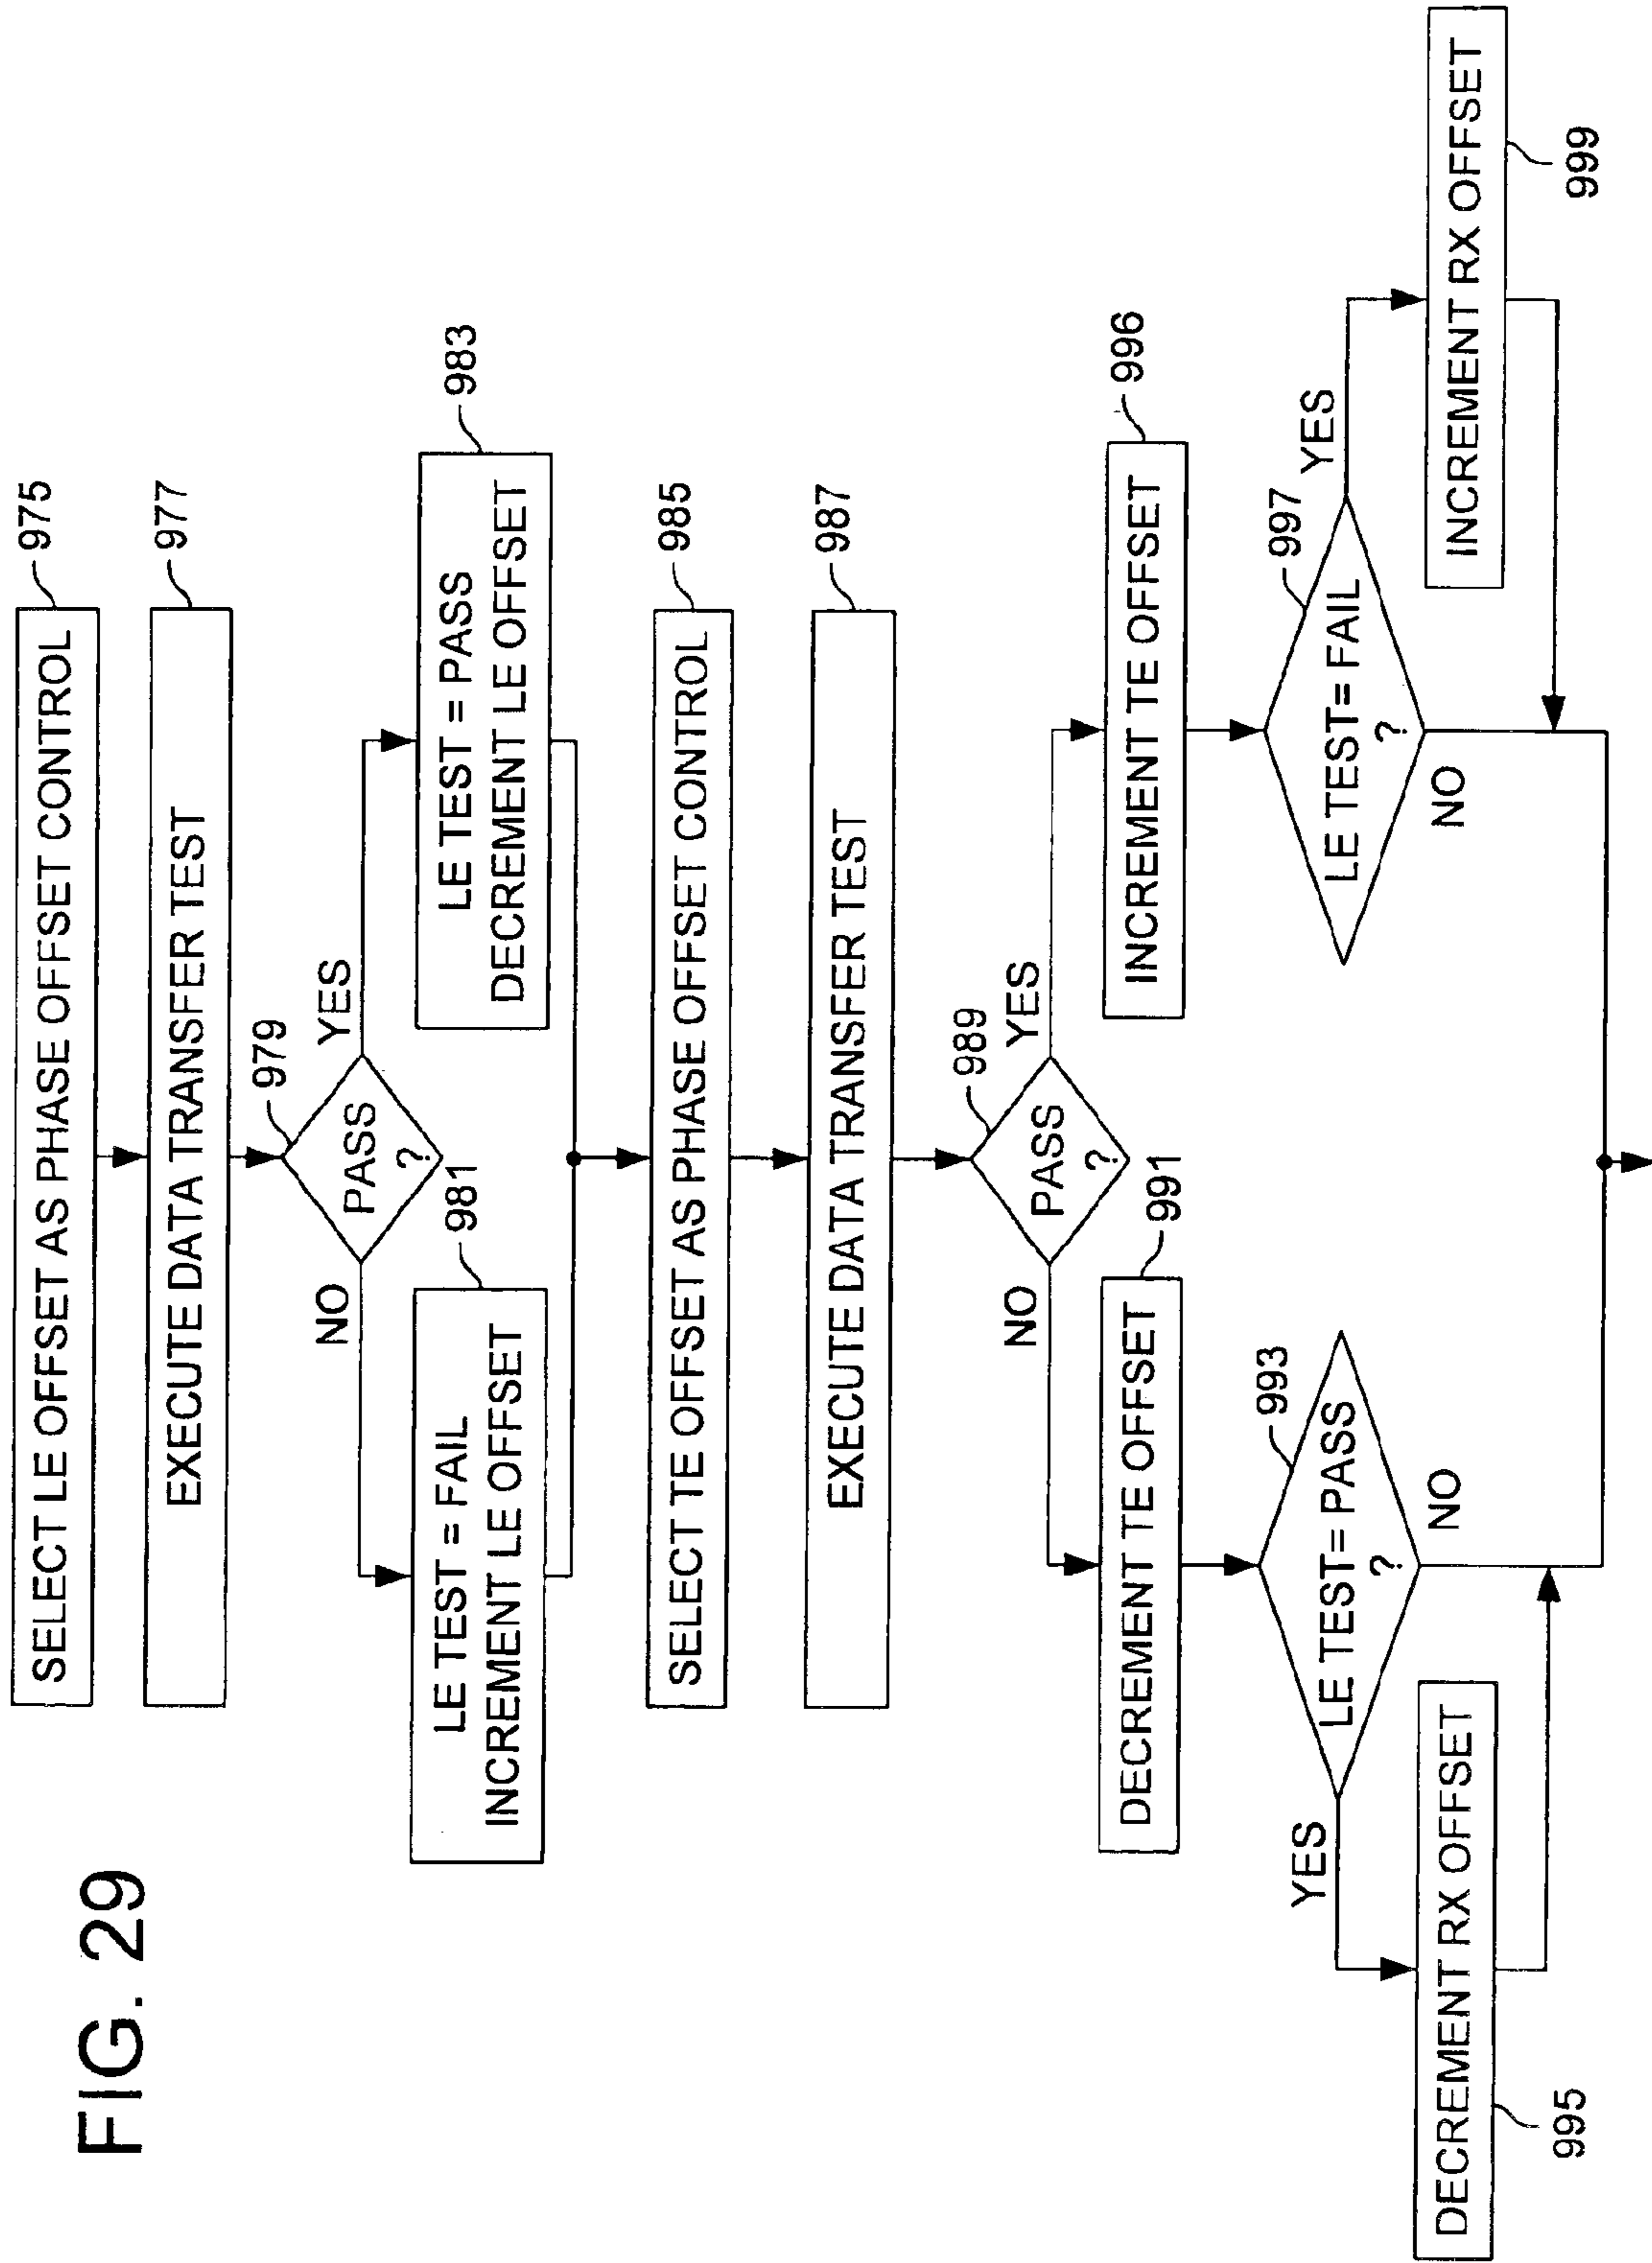 FIG. 29
SELECT LE OFFSET AS PHASE OFFSET CONTROL
975
EXECUTE DATA TRANSFER TEST
977
979
PASS
?
NO
YES
981
LE TEST = FAIL
INCREMENT LE OFFSET
983
LE TEST = PASS
DECREMENT LE OFFSET
SELECT TE OFFSET AS PHASE OFFSET CONTROL
985
EXECUTE DATA TRANSFER TEST
987
989
PASS
?
NO
YES
991
DECREMENT TE OFFSET
996
INCREMENT TE OFFSET
993
LE TEST= PASS
?
YES
NO
997
LE TEST= FAIL
?
NO
YES
DECREMENT RX OFFSET
995
INCREMENT RX OFFSET
999